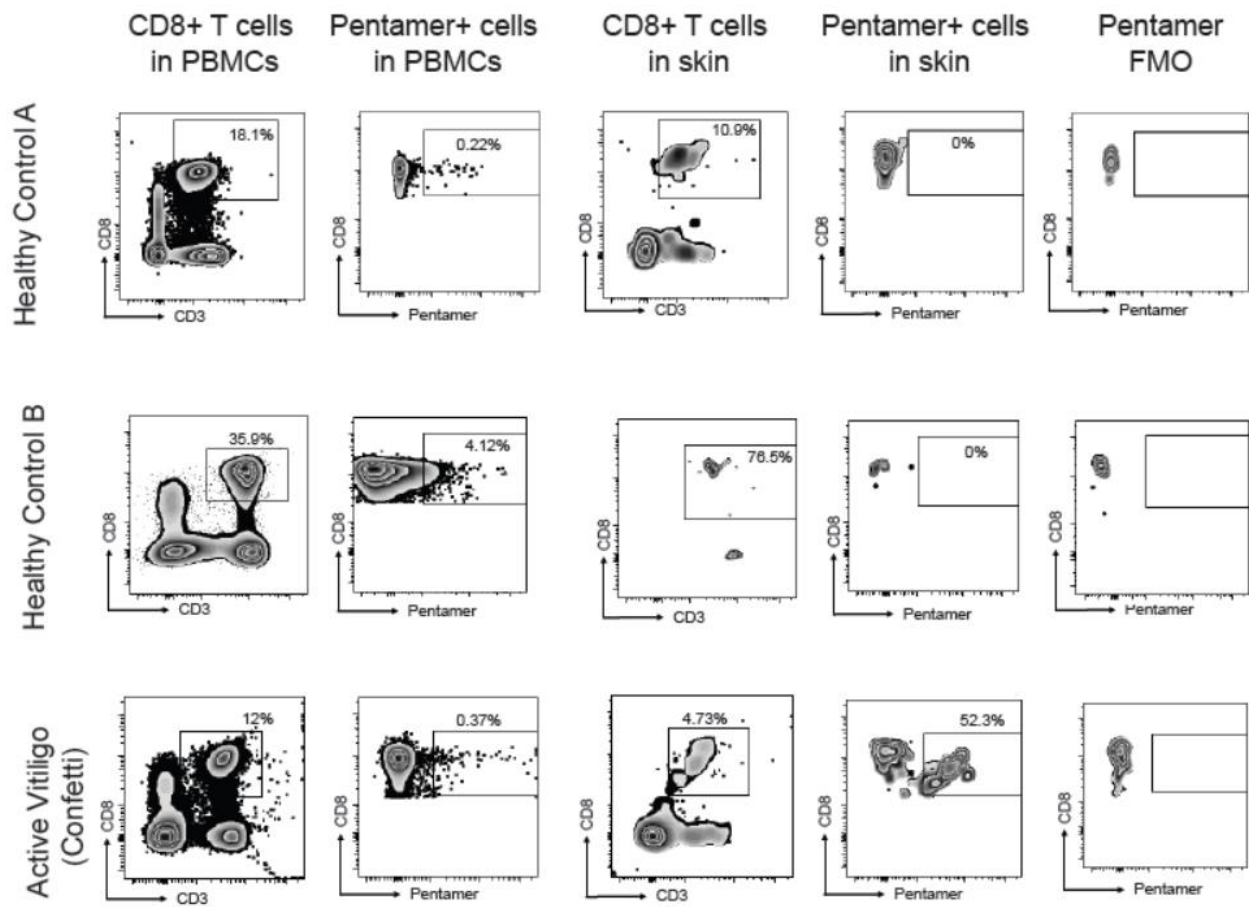 CD8+ T cells
in PBMCs
Pentamer+ cells
in PBMCs
CD8+ T cells
in skin
Pentamer+ cells
in skin
Pentamer
FMO
Healthy Control A
18.1%
CD8
CD3
0.22%
CD8
Pentamer
10.9%
CD8
CD3
0%
CD8
Pentamer
CD8
Pentamer
Healthy Control B
35.9%
CD8
CD3
4.12%
CD8
Pentamer
76.5%
CD8
CD3
0%
CD8
Pentamer
CD8
Pentamer
Active Vitiligo
(Confetti)
12%
CD8
CD3
0.37%
CD8
Pentamer
4.73%
CD8
CD3
52.3%
CD8
Pentamer
CD8
Pentamer